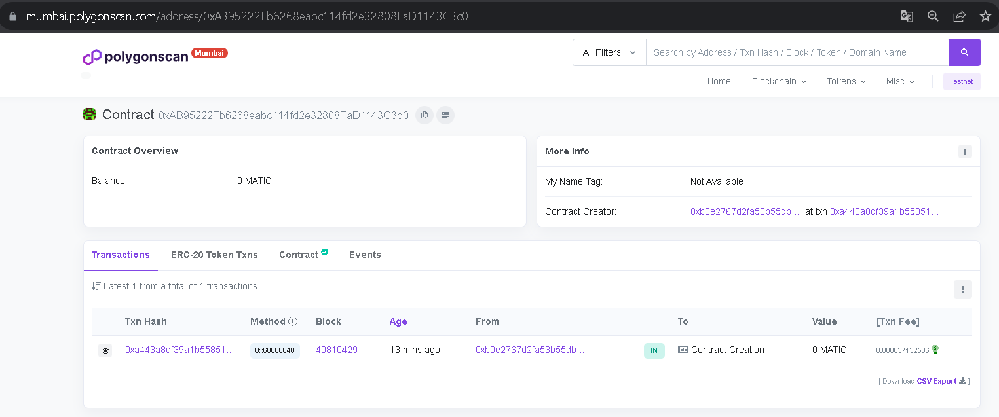 mumbai.polygonscan.com/address/0xAB95222Fb6268eabc114fd2e32808FaD1143C3c0
polygonscan Mumbai
All Filters Search by Address / Txn Hash / Block / Token / Domain Name
Home Blockchain Tokens Misc Testnet
Contract 0xAB95222Fb6268eabc114fd2e32808FaD1143C3c0
Contract Overview
Balance: 0 MATIC
More Info
My Name Tag: Not Available
Contract Creator: 0xb0e2767d2fa53b55db... at txn 0xa443a8df39a1b55851...
Transactions ERC-20 Token Txns Contract Events
Latest 1 from a total of 1 transactions
Txn Hash Method Block Age From To Value [Txn Fee]
0xa443a8df39a1b55851... 0x60806040 40810429 13 mins ago 0xb0e2767d2fa53b55db... IN Contract Creation 0 MATIC 0.000637132506
[ Download CSV Export ]